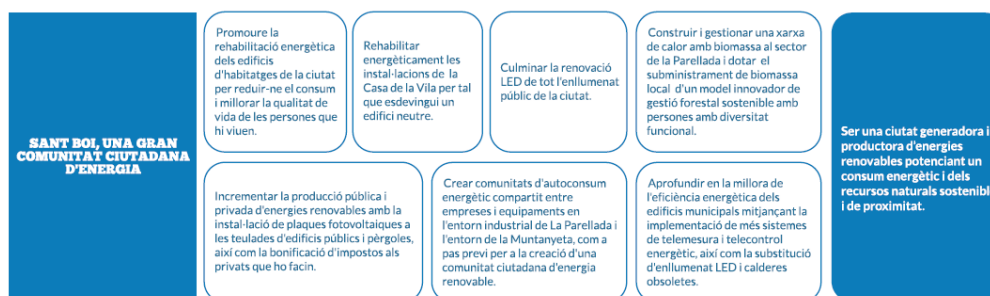 SANT BOI, UNA GRAN
COMUNITAT CIUTADANA
D'ENERGIA
Promoure la
rehabilitació energètica
dels edificis
d'habitatges de la ciutat
per reduir-ne el consum
i millorar la qualitat de
vida de les persones que
hi viuen.
Rehabilitar
energèticament les
instal·lacions de la
Casa de la Vila per tal
que esdevingui un
edifici neutre.
Culminar la renovació
LED de tot l'enllumenat
públic de la ciutat.
Construir i gestionar una xarxa
de calor amb biomassa al sector
de la Parellada i dotar el
subministrament de biomassa
local d'un model innovador de
gestió forestal sostenible amb
persones amb diversitat
funcional.
Incrementar la producció pública i
privada d'energies renovables amb la
instal·lació de plaques fotovoltaiques a
les teulades d'edificis públics i pèrgoles,
així com la bonificació d'impostos als
privats que ho facin.
Crear comunitats d'autoconsum
energètic compartit entre
empreses i equipaments en
l'entorn industrial de La Parellada i
l'entorn de la Muntanyeta, com a
pas previ per a la creació d'una
comunitat ciutadana d'energia
renovable.
Aprofundir en la millora de
l'eficiència energètica dels
edificis municipals mitjançant la
implementació de més sistemes
de telemesura i telecontrol
energètic, així com la substitució
d'enllumenat LED i calderes
obsoletes.
Ser una ciutat generadora i
productora d'energies
renovables potenciant un
consum energètic i dels
recursos naturals sostenible
i de proximitat.